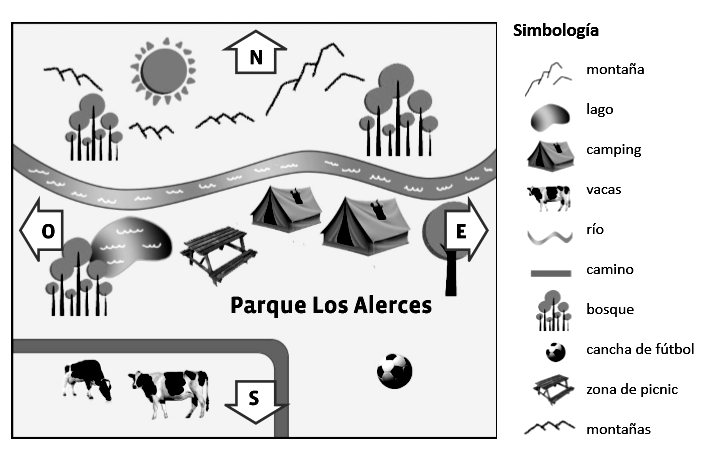 N
O
E
Parque Los Alerces
S
Simbología
montaña
lago
camping
vacas
río
camino
bosque
cancha de fútbol
zona de picnic
montañas